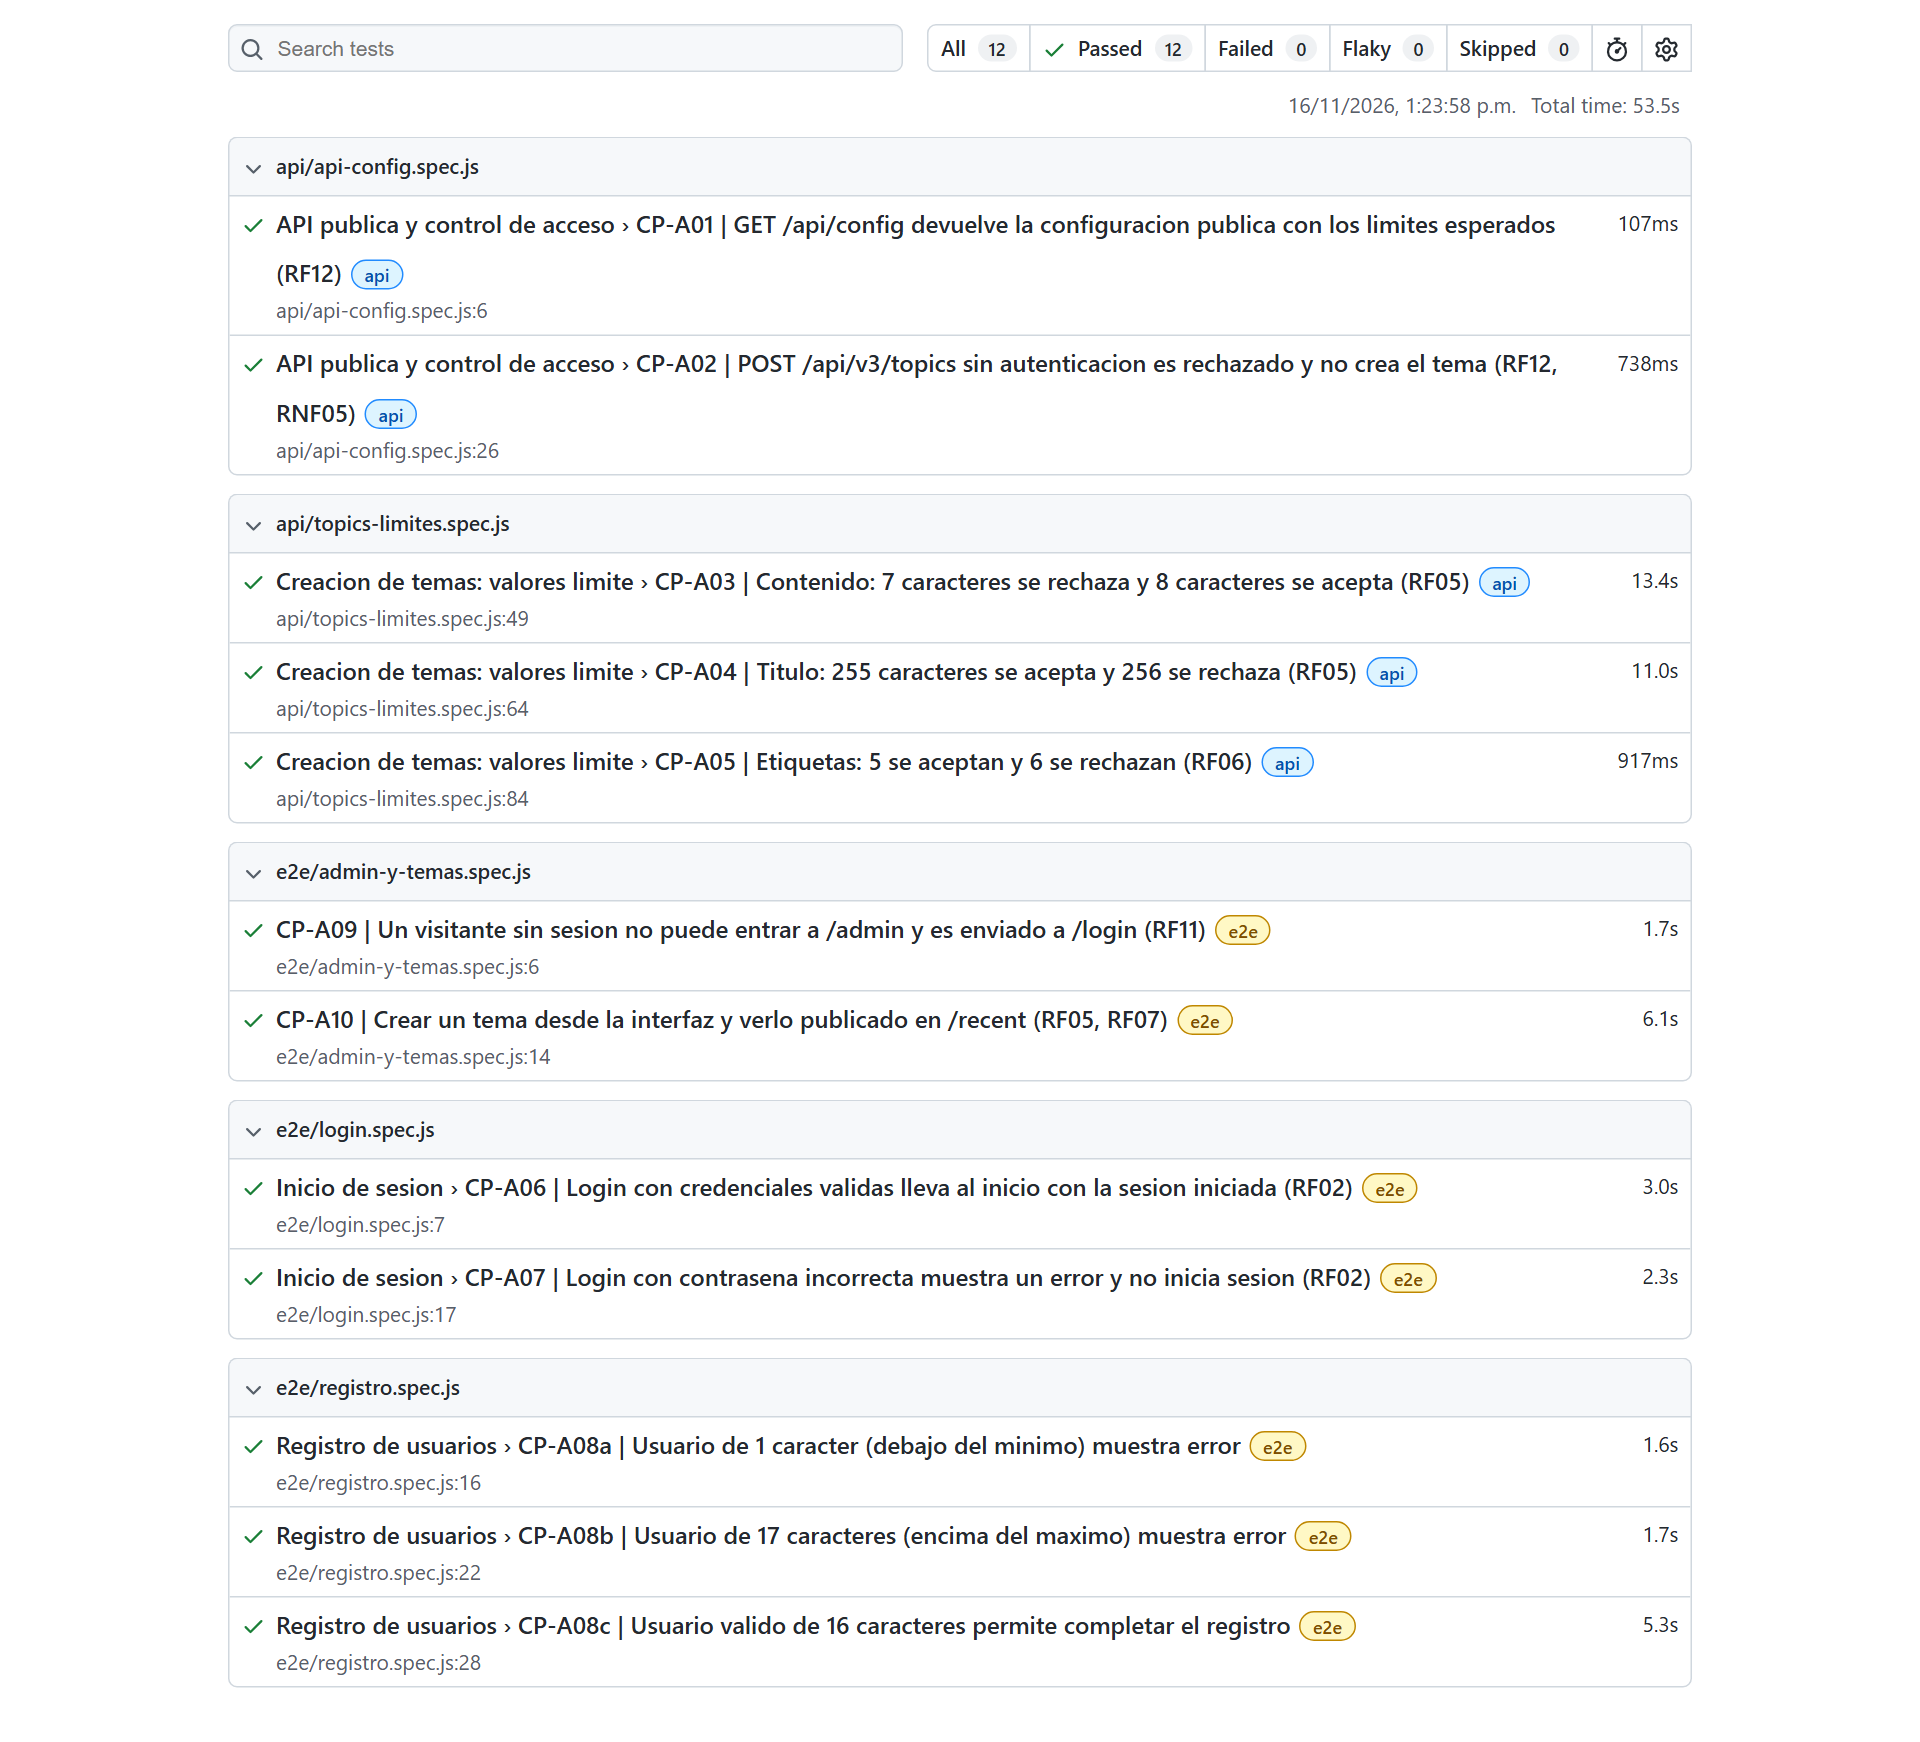 Search tests
All 12 Passed 12 Failed 0 Flaky 0 Skipped 0
16/11/2026, 1:23:58 p.m. Total time: 53.5s
api/api-config.spec.js
API publica y control de acceso › CP-A01 | GET /api/config devuelve la configuracion publica con los limites esperados 107ms
(RF12) api
api/api-config.spec.js:6
API publica y control de acceso › CP-A02 | POST /api/v3/topics sin autenticacion es rechazado y no crea el tema (RF12, 738ms
RNF05) api
api/api-config.spec.js:26
api/topics-limites.spec.js
Creacion de temas: valores limite › CP-A03 | Contenido: 7 caracteres se rechaza y 8 caracteres se acepta (RF05) api 13.4s
api/topics-limites.spec.js:49
Creacion de temas: valores limite › CP-A04 | Titulo: 255 caracteres se acepta y 256 se rechaza (RF05) api 11.0s
api/topics-limites.spec.js:64
Creacion de temas: valores limite › CP-A05 | Etiquetas: 5 se aceptan y 6 se rechazan (RF06) api 917ms
api/topics-limites.spec.js:84
e2e/admin-y-temas.spec.js
CP-A09 | Un visitante sin sesion no puede entrar a /admin y es enviado a /login (RF11) e2e 1.7s
e2e/admin-y-temas.spec.js:6
CP-A10 | Crear un tema desde la interfaz y verlo publicado en /recent (RF05, RF07) e2e 6.1s
e2e/admin-y-temas.spec.js:14
e2e/login.spec.js
Inicio de sesion › CP-A06 | Login con credenciales validas lleva al inicio con la sesion iniciada (RF02) e2e 3.0s
e2e/login.spec.js:7
Inicio de sesion › CP-A07 | Login con contrasena incorrecta muestra un error y no inicia sesion (RF02) e2e 2.3s
e2e/login.spec.js:17
e2e/registro.spec.js
Registro de usuarios › CP-A08a | Usuario de 1 caracter (debajo del minimo) muestra error e2e 1.6s
e2e/registro.spec.js:16
Registro de usuarios › CP-A08b | Usuario de 17 caracteres (encima del maximo) muestra error e2e 1.7s
e2e/registro.spec.js:22
Registro de usuarios › CP-A08c | Usuario valido de 16 caracteres permite completar el registro e2e 5.3s
e2e/registro.spec.js:28